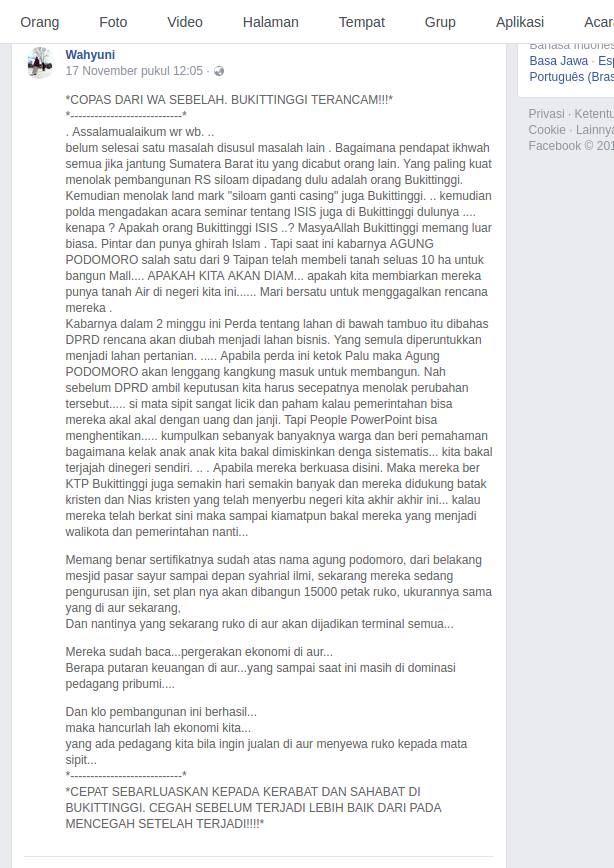 Orang Foto Video Halaman Tempat Grup Aplikasi Acar
Wahyuni
17 November pukul 12:05 ·
*COPAS DARI WA SEBELAH. BUKITTINGGI TERANCAM!!!*
*----------------------------*
. Assalamualaikum wr wb. ..
belum selesai satu masalah disusul masalah lain . Bagaimana pendapat ikhwah
semua jika jantung Sumatera Barat itu yang dicabut orang lain. Yang paling kuat
menolak pembangunan RS siloam dipadang dulu adalah orang Bukittinggi.
Kemudian menolak land mark "siloam ganti casing" juga Bukittinggi. .. kemudian
polda mengadakan acara seminar tentang ISIS juga di Bukittinggi dulunya ....
kenapa ? Apakah orang Bukittinggi ISIS ..? MasyaAllah Bukittinggi memang luar
biasa. Pintar dan punya ghirah Islam . Tapi saat ini kabarnya AGUNG
PODOMORO salah satu dari 9 Taipan telah membeli tanah seluas 10 ha untuk
bangun Mall.... APAKAH KITA AKAN DIAM... apakah kita membiarkan mereka
punya tanah Air di negeri kita ini...... Mari bersatu untuk menggagalkan rencana
mereka .
Kabarnya dalam 2 minggu ini Perda tentang lahan di bawah tambuo itu dibahas
DPRD rencana akan diubah menjadi lahan bisnis. Yang semula diperuntukkan
menjadi lahan pertanian. ..... Apabila perda ini ketok Palu maka Agung
PODOMORO akan lenggang kangkung masuk untuk membangun. Nah
sebelum DPRD ambil keputusan kita harus secepatnya menolak perubahan
tersebut..... si mata sipit sangat licik dan paham kalau pemerintahan bisa
mereka akal akal dengan uang dan janji. Tapi People PowerPoint bisa
menghentikan..... kumpulkan sebanyak banyaknya warga dan beri pemahaman
bagaimana kelak anak anak kita bakal dimiskinkan denga sistematis... kita bakal
terjajah dinegeri sendiri. .. . Apabila mereka berkuasa disini. Maka mereka ber
KTP Bukittinggi juga semakin hari semakin banyak dan mereka didukung batak
kristen dan Nias kristen yang telah menyerbu negeri kita akhir akhir ini... kalau
mereka telah berkat sini maka sampai kiamatpun bakal mereka yang menjadi
walikota dan pemerintahan nanti...
Memang benar sertifikatnya sudah atas nama agung podomoro, dari belakang
mesjid pasar sayur sampai depan syahrial ilmi, sekarang mereka sedang
pengurusan ijin, set plan nya akan dibangun 15000 petak ruko, ukurannya sama
yang di aur sekarang,
Dan nantinya yang sekarang ruko di aur akan dijadikan terminal semua...
Mereka sudah baca...pergerakan ekonomi di aur...
Berapa putaran keuangan di aur...yang sampai saat ini masih di dominasi
pedagang pribumi....
Dan klo pembangunan ini berhasil...
maka hancurlah lah ekonomi kita...
yang ada pedagang kita bila ingin jualan di aur menyewa ruko kepada mata
sipit...
*----------------------------*
*CEPAT SEBARLUASKAN KEPADA KERABAT DAN SAHABAT DI
BUKITTINGGI. CEGAH SEBELUM TERJADI LEBIH BAIK DARI PADA
MENCEGAH SETELAH TERJADI!!!!*
Bahasa Indones
Basa Jawa · Esp
Português (Bras
Privasi · Ketentu
Cookie · Lainnya
Facebook © 201